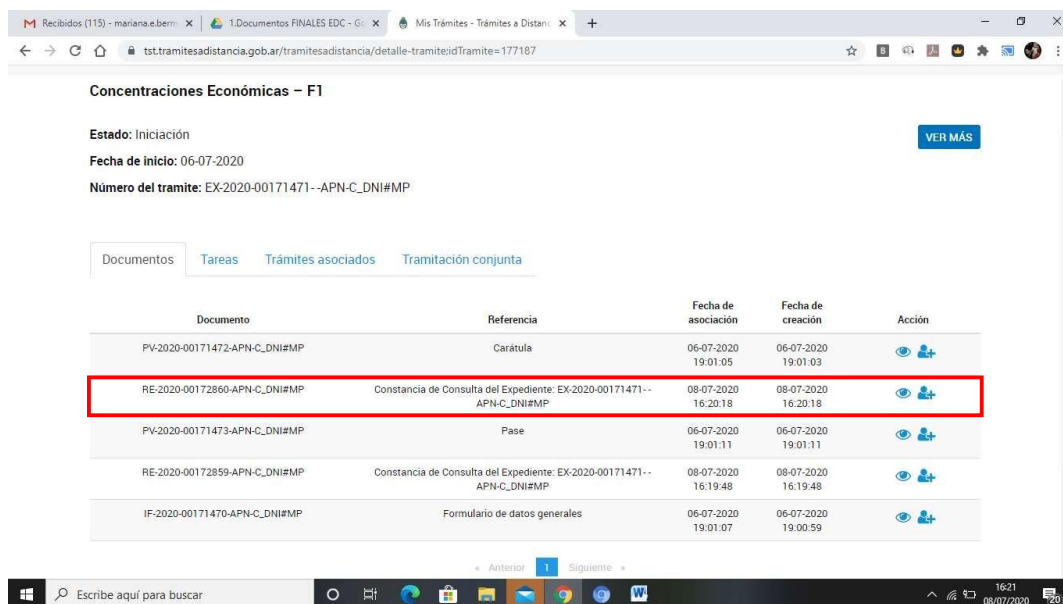 Recibidos (115) - mariana.e.berm
1.Documentos FINALES EDC - Go
Mis Trámites - Trámites a Distanc
tst.tramitesadistancia.gob.ar/tramitesadistancia/detalle-tramite;idTramite=177187
Concentraciones Económicas – F1
Estado: Iniciación
VER MÁS
Fecha de inicio: 06-07-2020
Número del tramite: EX-2020-00171471- -APN-C_DNI#MP
Documentos Tareas Trámites asociados Tramitación conjunta
Documento Referencia Fecha de asociación Fecha de creación Acción
PV-2020-00171472-APN-C_DNI#MP Carátula 06-07-2020 06-07-2020
19:01:05 19:01:03
RE-2020-00172860-APN-C_DNI#MP Constancia de Consulta del Expediente: EX-2020-00171471- - 08-07-2020 08-07-2020
APN-C_DNI#MP 16:20:18 16:20:18
PV-2020-00171473-APN-C_DNI#MP Pase 06-07-2020 06-07-2020
19:01:11 19:01:11
RE-2020-00172859-APN-C_DNI#MP Constancia de Consulta del Expediente: EX-2020-00171471- - 08-07-2020 08-07-2020
APN-C_DNI#MP 16:19:48 16:19:48
IF-2020-00171470-APN-C_DNI#MP Formulario de datos generales 06-07-2020 06-07-2020
19:01:07 19:00:59
« Anterior 1 Siguiente »
Escribe aquí para buscar
16:21
08/07/2020